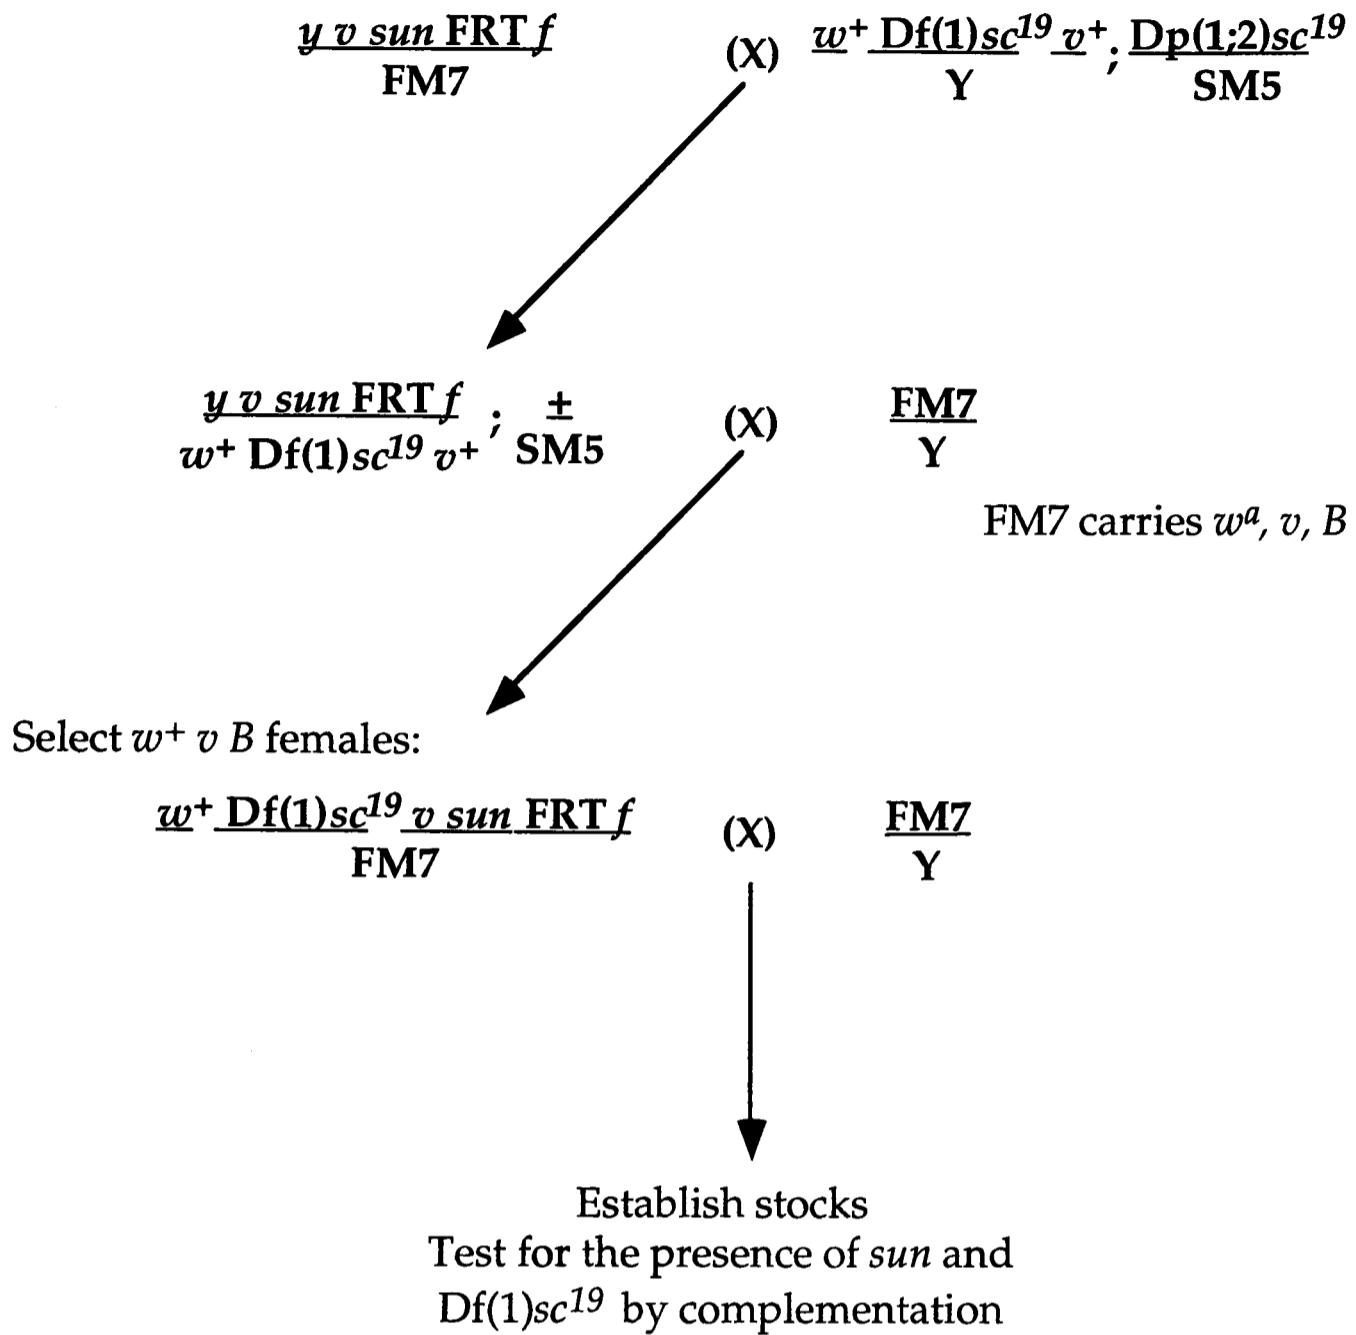 y v sun FRT f (X) w⁺ Df(1)sc¹⁹ v⁺ ; Dp(1;2)sc¹⁹
FM7 Y SM5
y v sun FRT f ; ± (X) FM7
w⁺ Df(1)sc¹⁹ v⁺ SM5 Y
FM7 carries wᵃ, v, B
Select w⁺ v B females:
w⁺ Df(1)sc¹⁹ v sun FRT f (X) FM7
FM7 Y
Establish stocks
Test for the presence of sun and
Df(1)sc¹⁹ by complementation